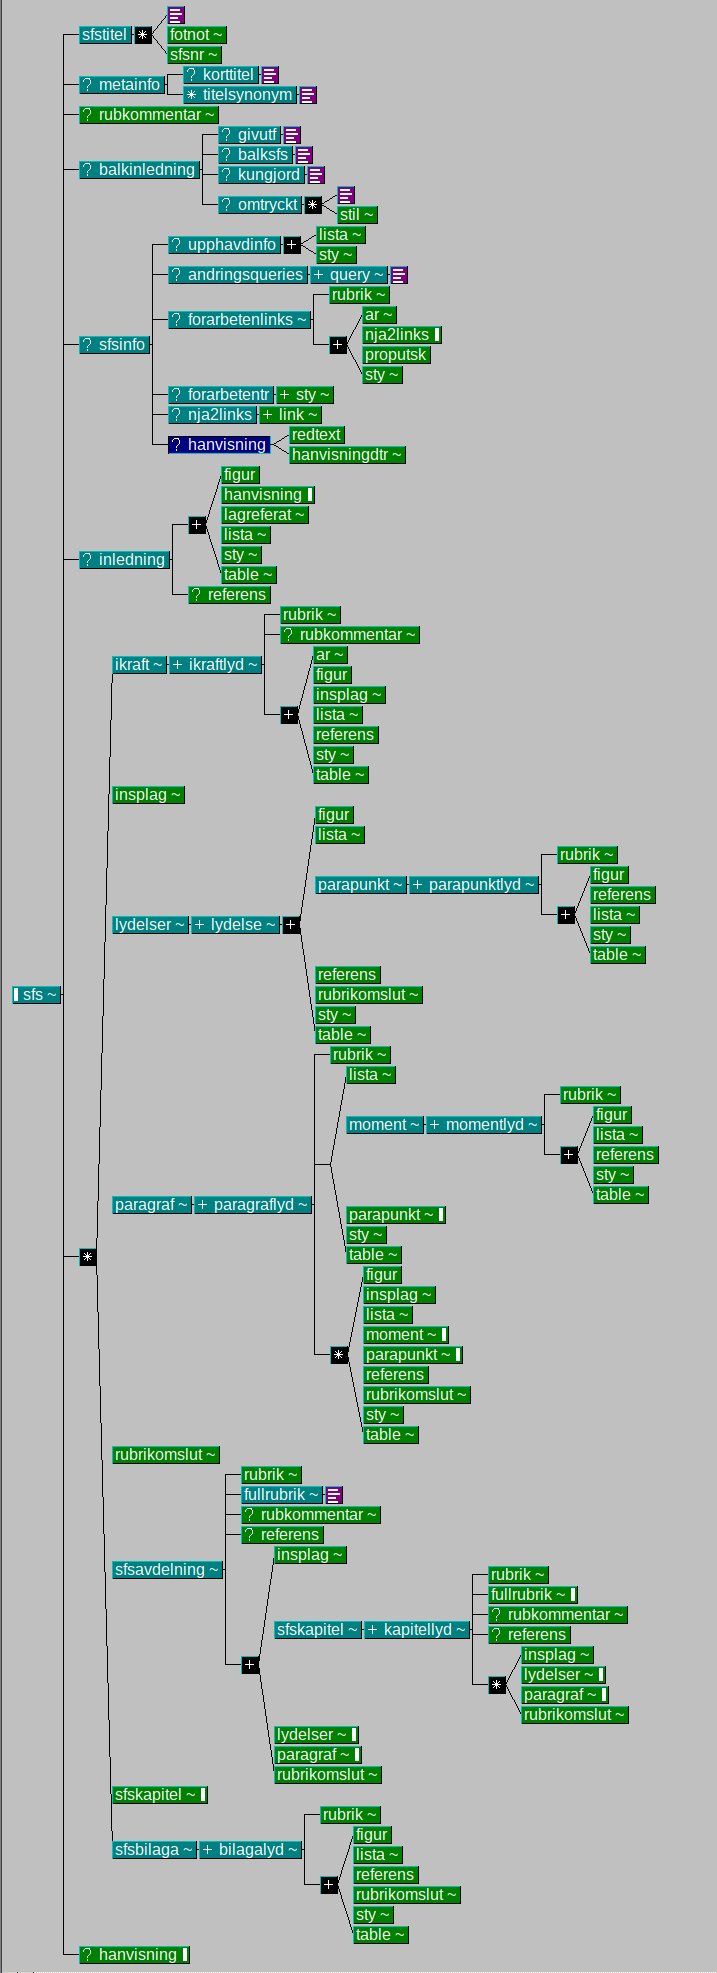 sfstitel *
fotnot ~
sfsnr ~
? metainfo
? korttitel
* titelsynonym
? rubkommentar ~
? balkinledning
? givutf
? balksfs
? kungjord
? omtryckt *
stil ~
? sfsinfo
? upphavdinfo +
lista ~
sty ~
? andringsqueries + query ~
? forarbetenlinks ~
rubrik ~
+
ar ~
nja2links
proputsk
sty ~
? forarbetentr + sty ~
? nja2links + link ~
? hanvisning
redtext
hanvisningdtr ~
? inledning
+
figur
hanvisning
lagreferat ~
lista ~
sty ~
table ~
? referens
sfs ~
*
ikraft ~ + ikraftlyd ~
rubrik ~
? rubkommentar ~
+
ar ~
figur
insplag ~
lista ~
referens
sty ~
table ~
insplag ~
lydelser ~ + lydelse ~ +
figur
lista ~
parapunkt ~ + parapunktlyd ~
rubrik ~
+
figur
referens
lista ~
sty ~
table ~
referens
rubrikomslut ~
sty ~
table ~
paragraf ~ + paragraflyd ~
rubrik ~
lista ~
moment ~ + momentlyd ~
rubrik ~
+
figur
lista ~
referens
sty ~
table ~
parapunkt ~
sty ~
table ~
*
figur
insplag ~
lista ~
moment ~
parapunkt ~
referens
rubrikomslut ~
sty ~
table ~
rubrikomslut ~
sfsavdelning ~
rubrik ~
fullrubrik ~
? rubkommentar ~
? referens
+
insplag ~
sfskapitel ~ + kapitellyd ~
rubrik ~
fullrubrik ~
? rubkommentar ~
? referens
*
insplag ~
lydelser ~
paragraf ~
rubrikomslut ~
lydelser ~
paragraf ~
rubrikomslut ~
sfskapitel ~
sfsbilaga ~ + bilagalyd ~
rubrik ~
+
figur
lista ~
referens
rubrikomslut ~
sty ~
table ~
? hanvisning